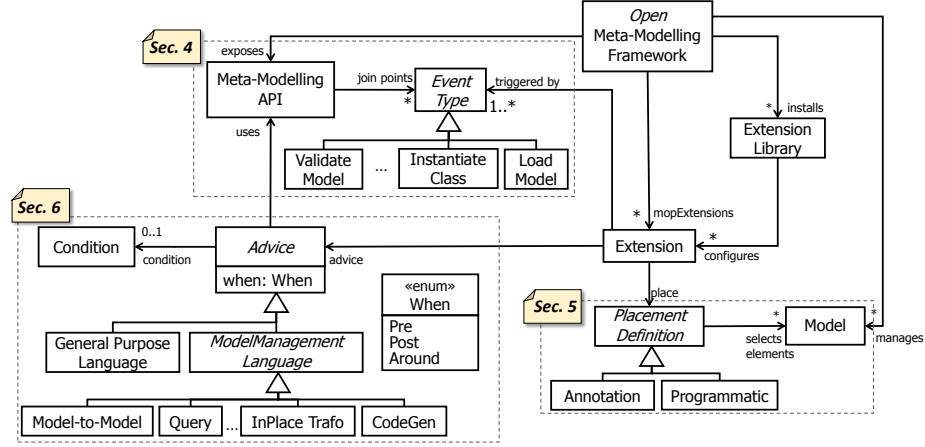 Open
Meta-Modelling
Framework
Sec. 4
exposes
Meta-Modelling
API
join points
*
Event
Type
triggered by
1..*
* installs
Extension
Library
uses
Validate
Model
...
Instantiate
Class
Load
Model
Sec. 6
* mopExtensions
Condition
0..1
condition
Advice
when: When
advice
Extension
*
configures
«enum»
When
Pre
Post
Around
place
Sec. 5
Placement
Definition
*
selects
elements
Model
*
manages
General Purpose
Language
ModelManagement
Language
Annotation
Programmatic
Model-to-Model
Query
...
InPlace Trafo
CodeGen